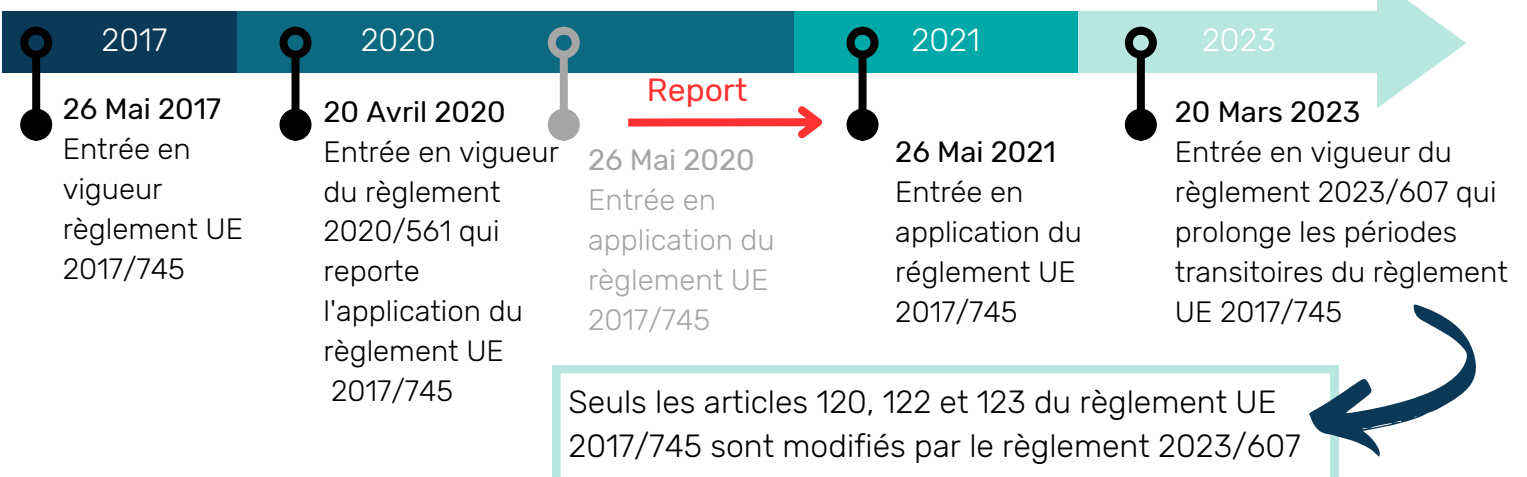 2017
2020
2021
2023
26 Mai 2017
Entrée en
vigueur
règlement UE
2017/745
20 Avril 2020
Entrée en vigueur
du règlement
2020/561 qui
reporte
l'application du
règlement UE
2017/745
Report
26 Mai 2020
Entrée en
application du
règlement UE
2017/745
26 Mai 2021
Entrée en
application du
réglement UE
2017/745
20 Mars 2023
Entrée en vigueur du
règlement 2023/607 qui
prolonge les périodes
transitoires du règlement
UE 2017/745
Seuls les articles 120, 122 et 123 du règlement UE
2017/745 sont modifiés par le règlement 2023/607